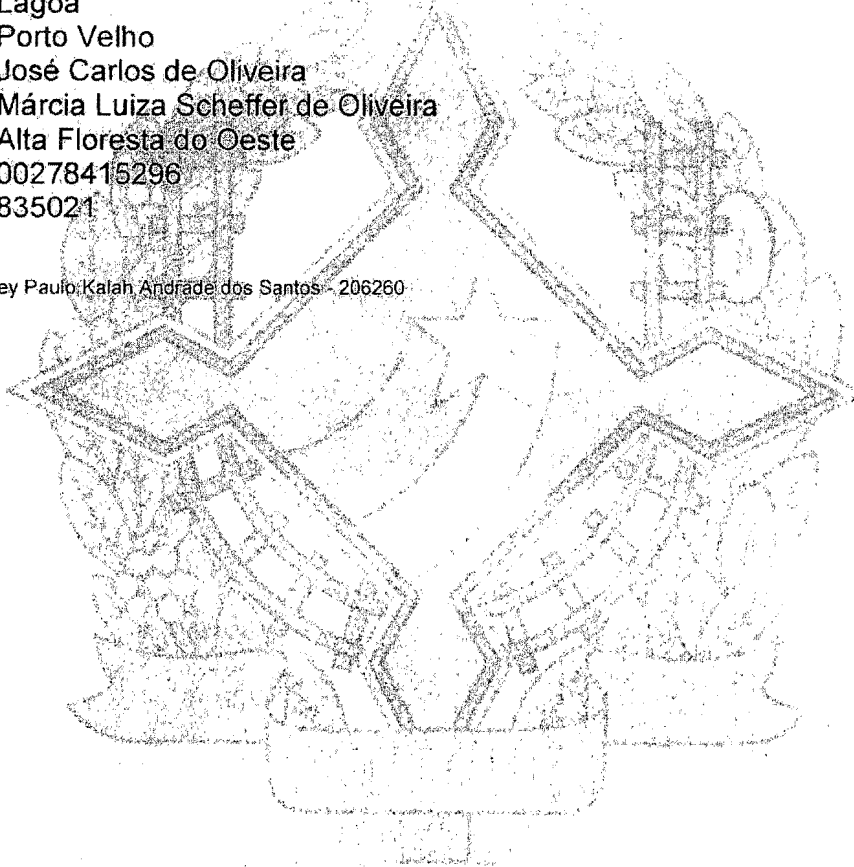 Lagoa
Porto Velho
José Carlos de Oliveira
Márcia Luiza Scheffer de Oliveira
Alta Floresta do Oeste
00278415296
835021
ey Paulo Kalah Andrade dos Santos - 206260